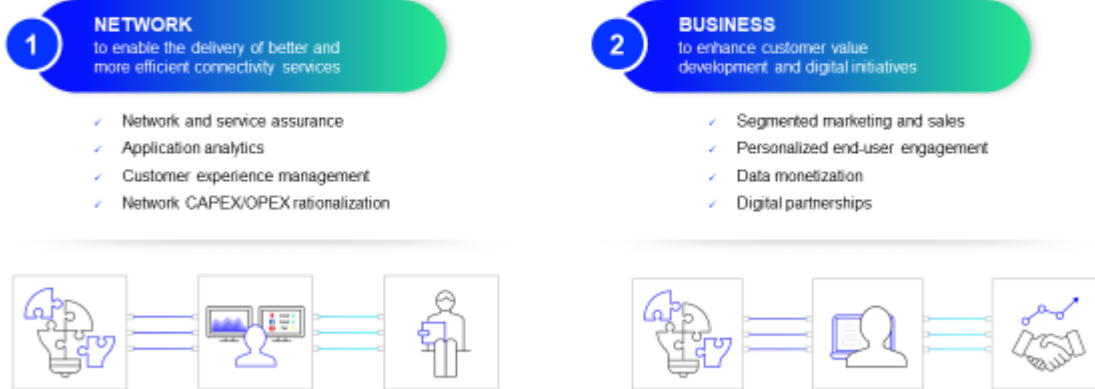 1
NETWORK
to enable the delivery of better and
more efficient connectivity services
Network and service assurance
Application analytics
Customer experience management
Network CAPEX/OPEX rationalization
2
BUSINESS
to enhance customer value
development and digital initiatives
Segmented marketing and sales
Personalized end-user engagement
Data monetization
Digital partnerships